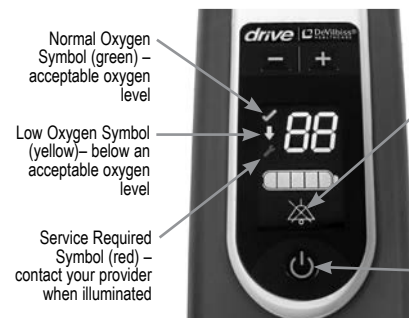 Normal Oxygen
Symbol (green) –
acceptable oxygen
level
Low Oxygen Symbol
(yellow)– below an
acceptable oxygen
level
Service Required
Symbol (red) –
contact your provider
when illuminated
drive DeVilbiss®
HEALTHCARE
− +
88